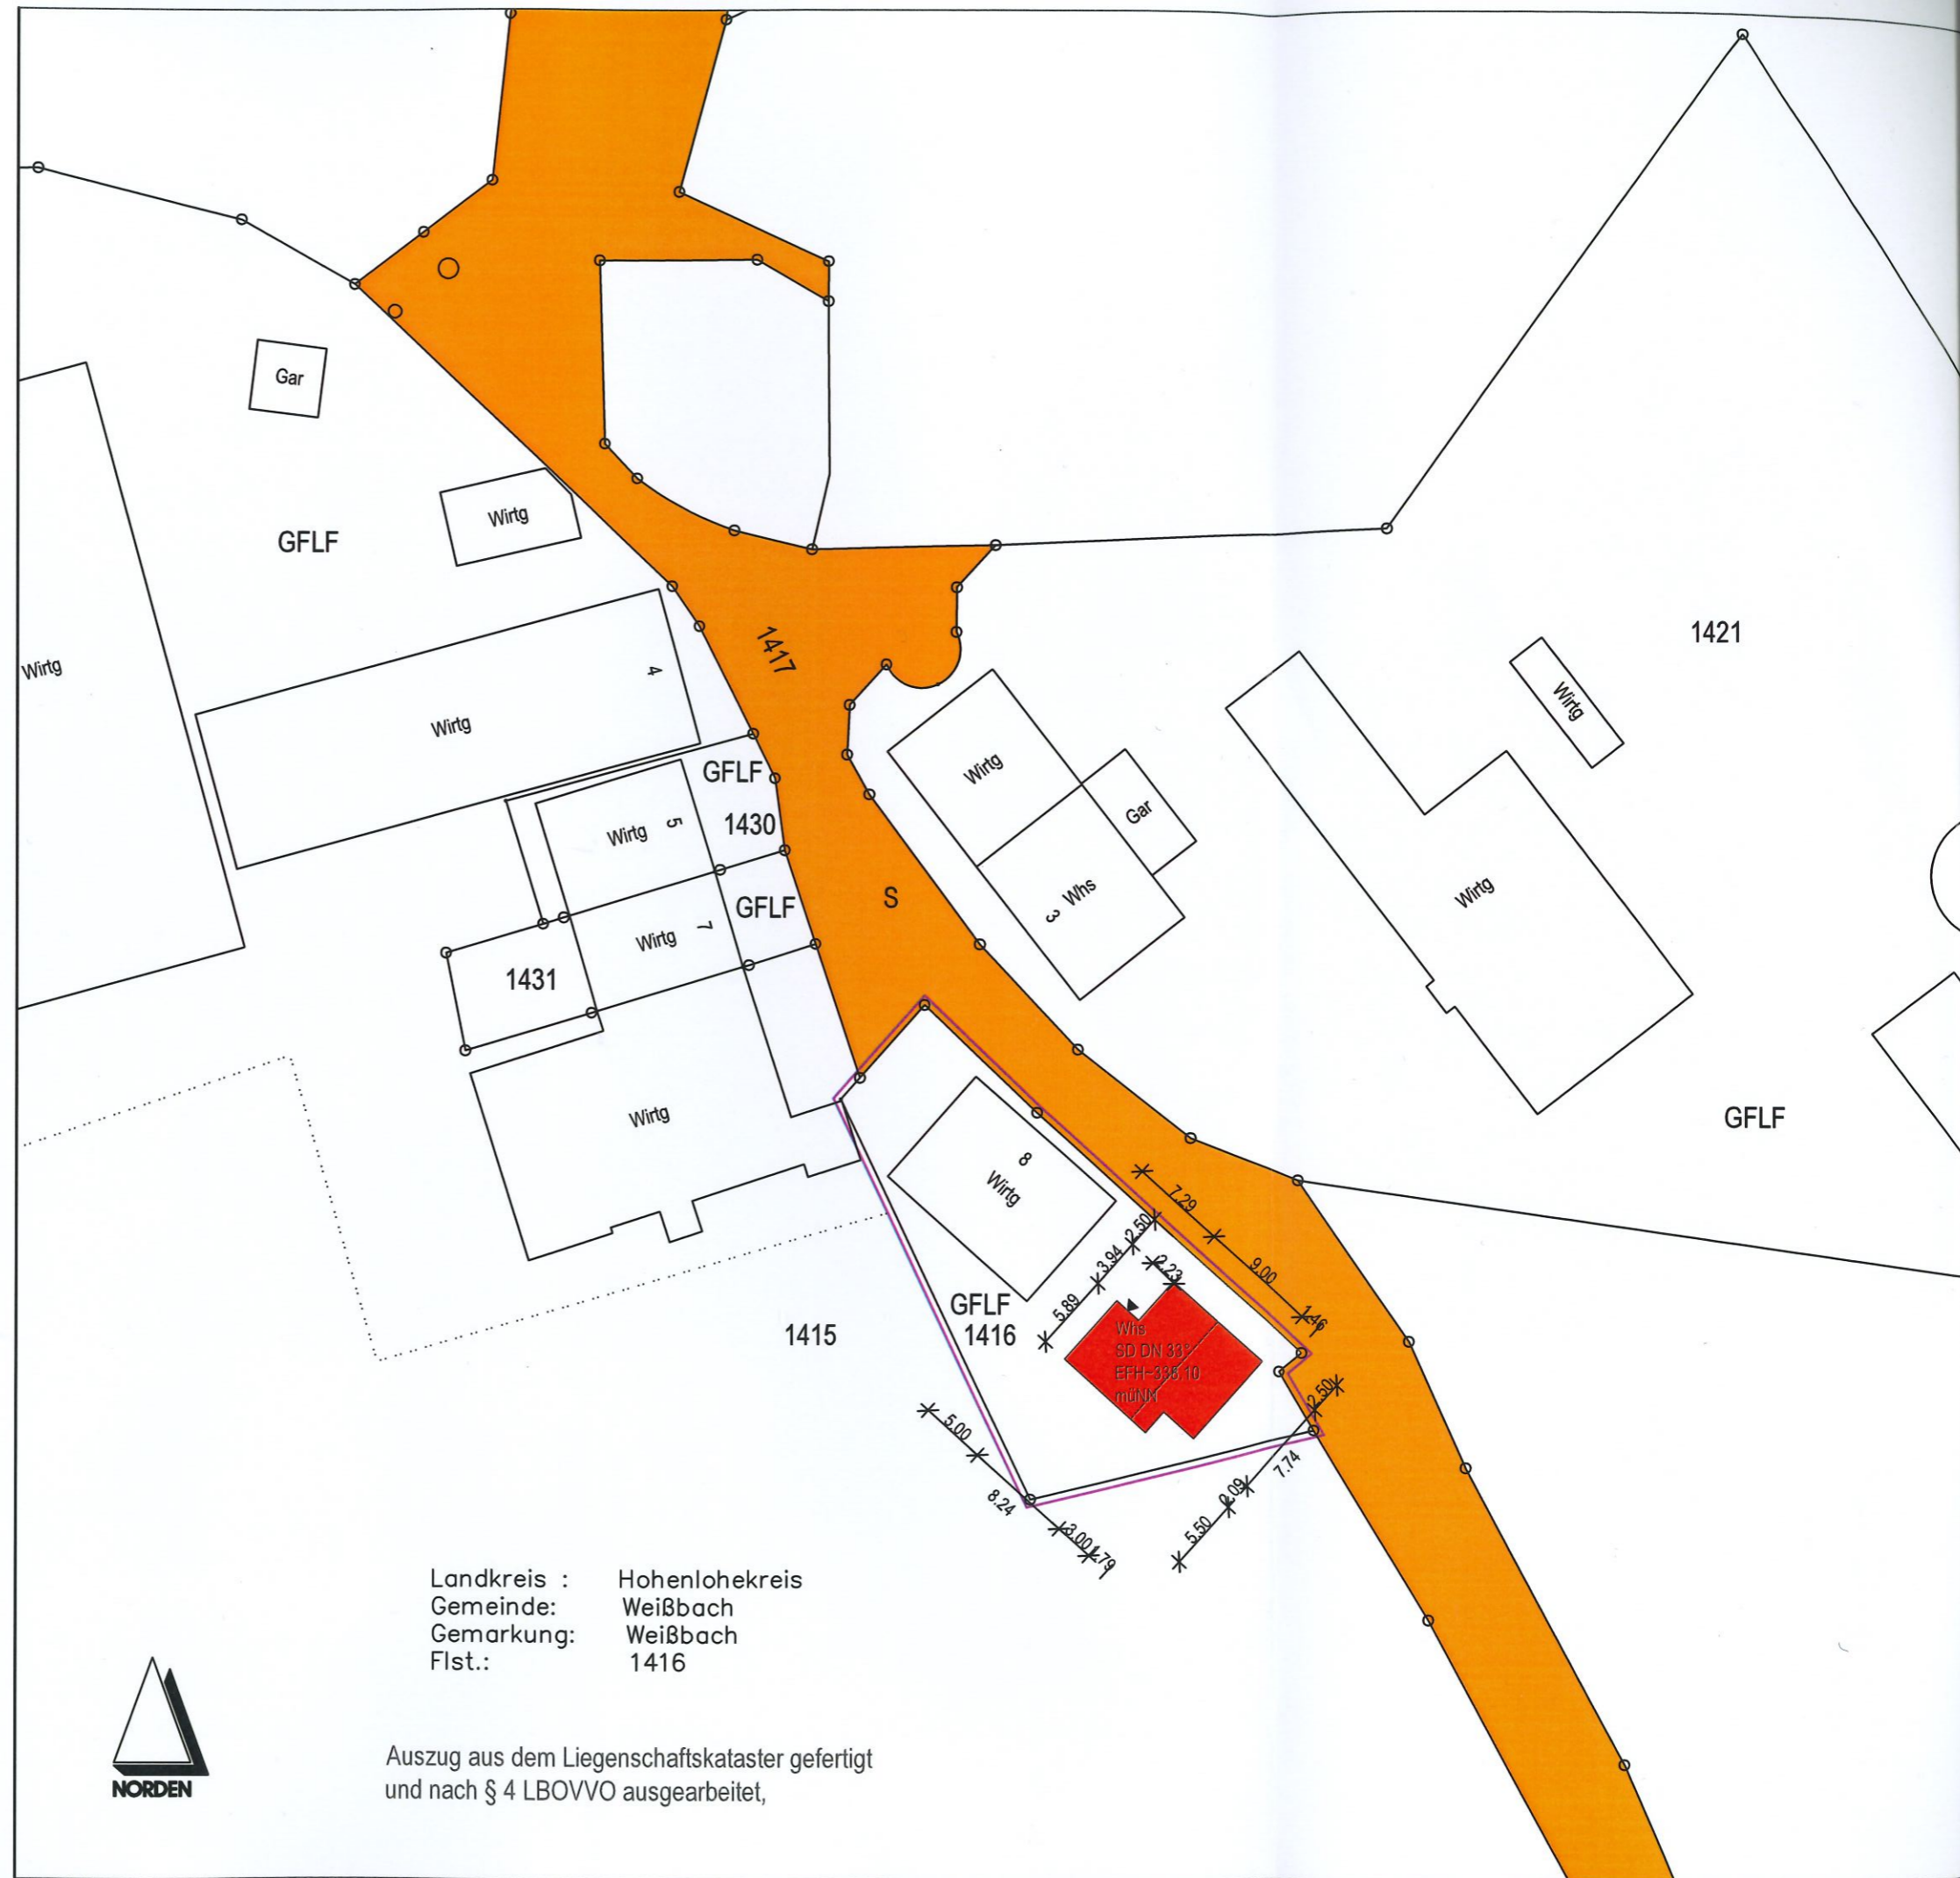 Gar
Wirtg
GFLF
Wirtg
4
Wirtg
1417
1421
Wirtg
Wirtg
GFLF
1430
Wirtg
5
GFLF
Wirtg
7
1431
S
Wirtg
Gar
Whs
3
Wirtg
GFLF
Wirtg
8
Wirtg
7.29
9.00
1.46
2.50
3.94
5.89
2.23
GFLF
1416
1415
Whs
SD DN 33°
EFH=338.10
müNN
2.50
7.74
5.50
5.00
8.24
3.00
Landkreis : Hohenlohekreis
Gemeinde: Weißbach
Gemarkung: Weißbach
Flst.: 1416
NORDEN
Auszug aus dem Liegenschaftskataster gefertigt
und nach § 4 LBOVVO ausgearbeitet,